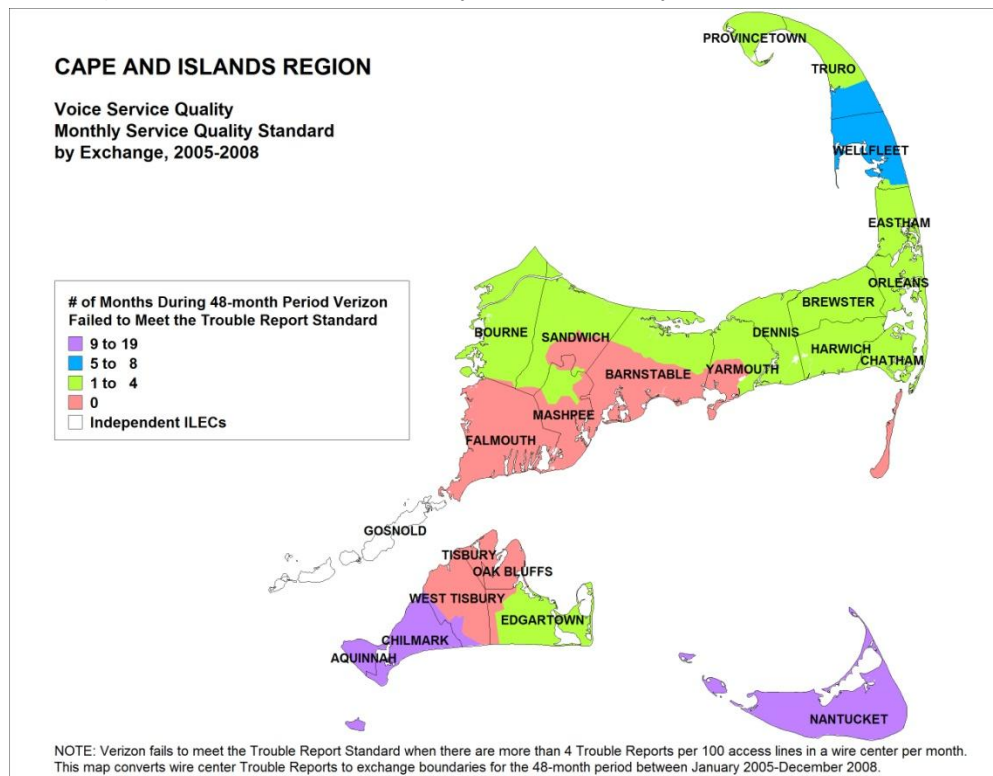 CAPE AND ISLANDS REGION
Voice Service Quality
Monthly Service Quality Standard
by Exchange, 2005-2008
# of Months During 48-month Period Verizon
Failed to Meet the Trouble Report Standard
9 to 19
5 to 8
1 to 4
0
Independent ILECs
PROVINCETOWN
TRURO
WELLFLEET
EASTHAM
ORLEANS
BREWSTER
DENNIS
HARWICH
CHATHAM
BOURNE
SANDWICH
YARMOUTH
BARNSTABLE
MASHPEE
FALMOUTH
GOSNOLD
TISBURY
OAK BLUFFS
WEST TISBURY
EDGARTOWN
CHILMARK
AQUINNAH
NANTUCKET
NOTE: Verizon fails to meet the Trouble Report Standard when there are more than 4 Trouble Reports per 100 access lines in a wire center per month.
This map converts wire center Trouble Reports to exchange boundaries for the 48-month period between January 2005-December 2008.